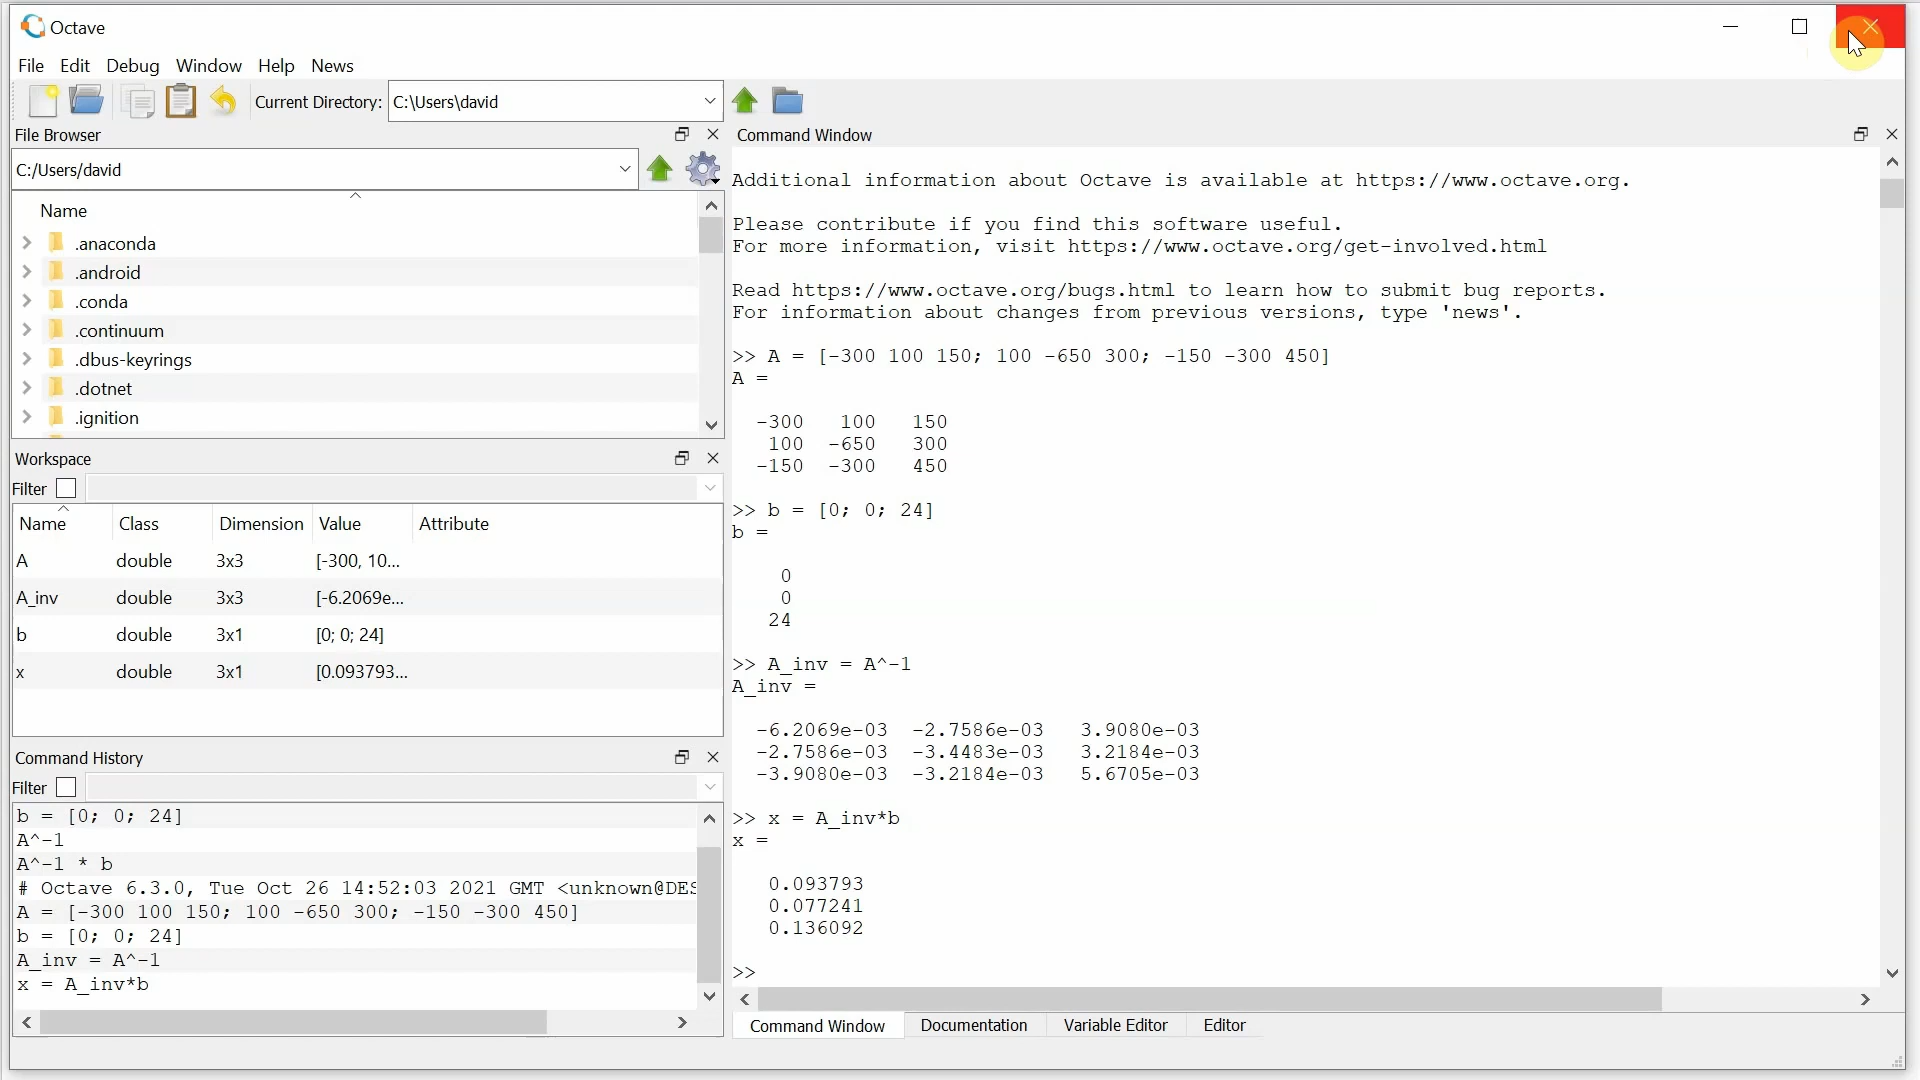 Octave
File Edit Debug Window Help News
Current Directory: C:\Users\david
File Browser
C:/Users/david
Name
.anaconda
.android
.conda
.continuum
.dbus-keyrings
.dotnet
.ignition
Workspace
Filter
Name Class Dimension Value Attribute
A double 3x3 [-300, 10...
A_inv double 3x3 [-6.2069e...
b double 3x1 [0; 0; 24]
x double 3x1 [0.093793...
Command History
Filter
b = [0; 0; 24]
A^-1
A^-1 * b
# Octave 6.3.0, Tue Oct 26 14:52:03 2021 GMT <unknown@DES
A = [-300 100 150; 100 -650 300; -150 -300 450]
b = [0; 0; 24]
A_inv = A^-1
x = A_inv*b
Command Window
Additional information about Octave is available at https://www.octave.org.
Please contribute if you find this software useful.
For more information, visit https://www.octave.org/get-involved.html
Read https://www.octave.org/bugs.html to learn how to submit bug reports.
For information about changes from previous versions, type 'news'.
>> A = [-300 100 150; 100 -650 300; -150 -300 450]
A =
-300 100 150
100 -650 300
-150 -300 450
>> b = [0; 0; 24]
b =
0
0
24
>> A_inv = A^-1
A_inv =
-6.2069e-03 -2.7586e-03 3.9080e-03
-2.7586e-03 -3.4483e-03 3.2184e-03
-3.9080e-03 -3.2184e-03 5.6705e-03
>> x = A_inv*b
x =
0.093793
0.077241
0.136092
>>
Command Window Documentation Variable Editor Editor